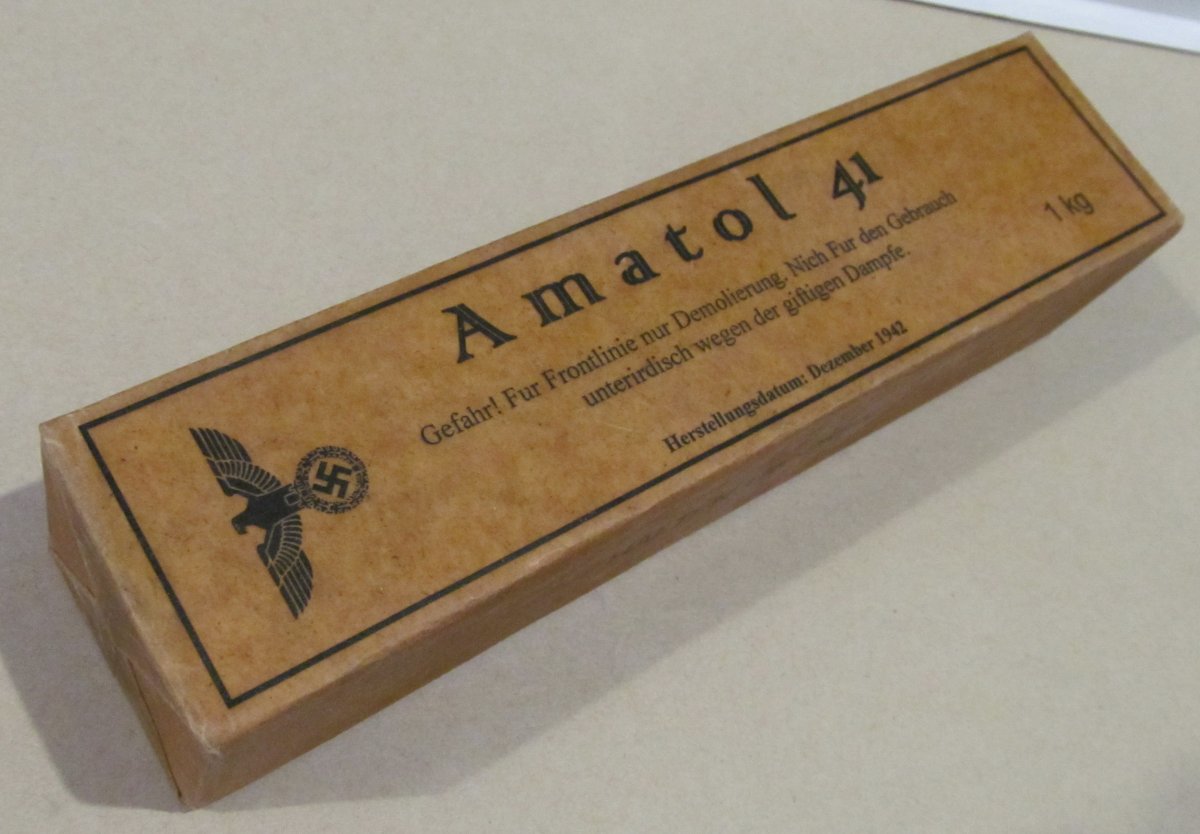 Amatol 41
Gefahr! Fur Frontlinie nur Demolierung. Nich Fur den Gebrauch
unterirdisch wegen der giftigen Dampfe.
Herstellungsdatum: Dezember 1942
1 kg